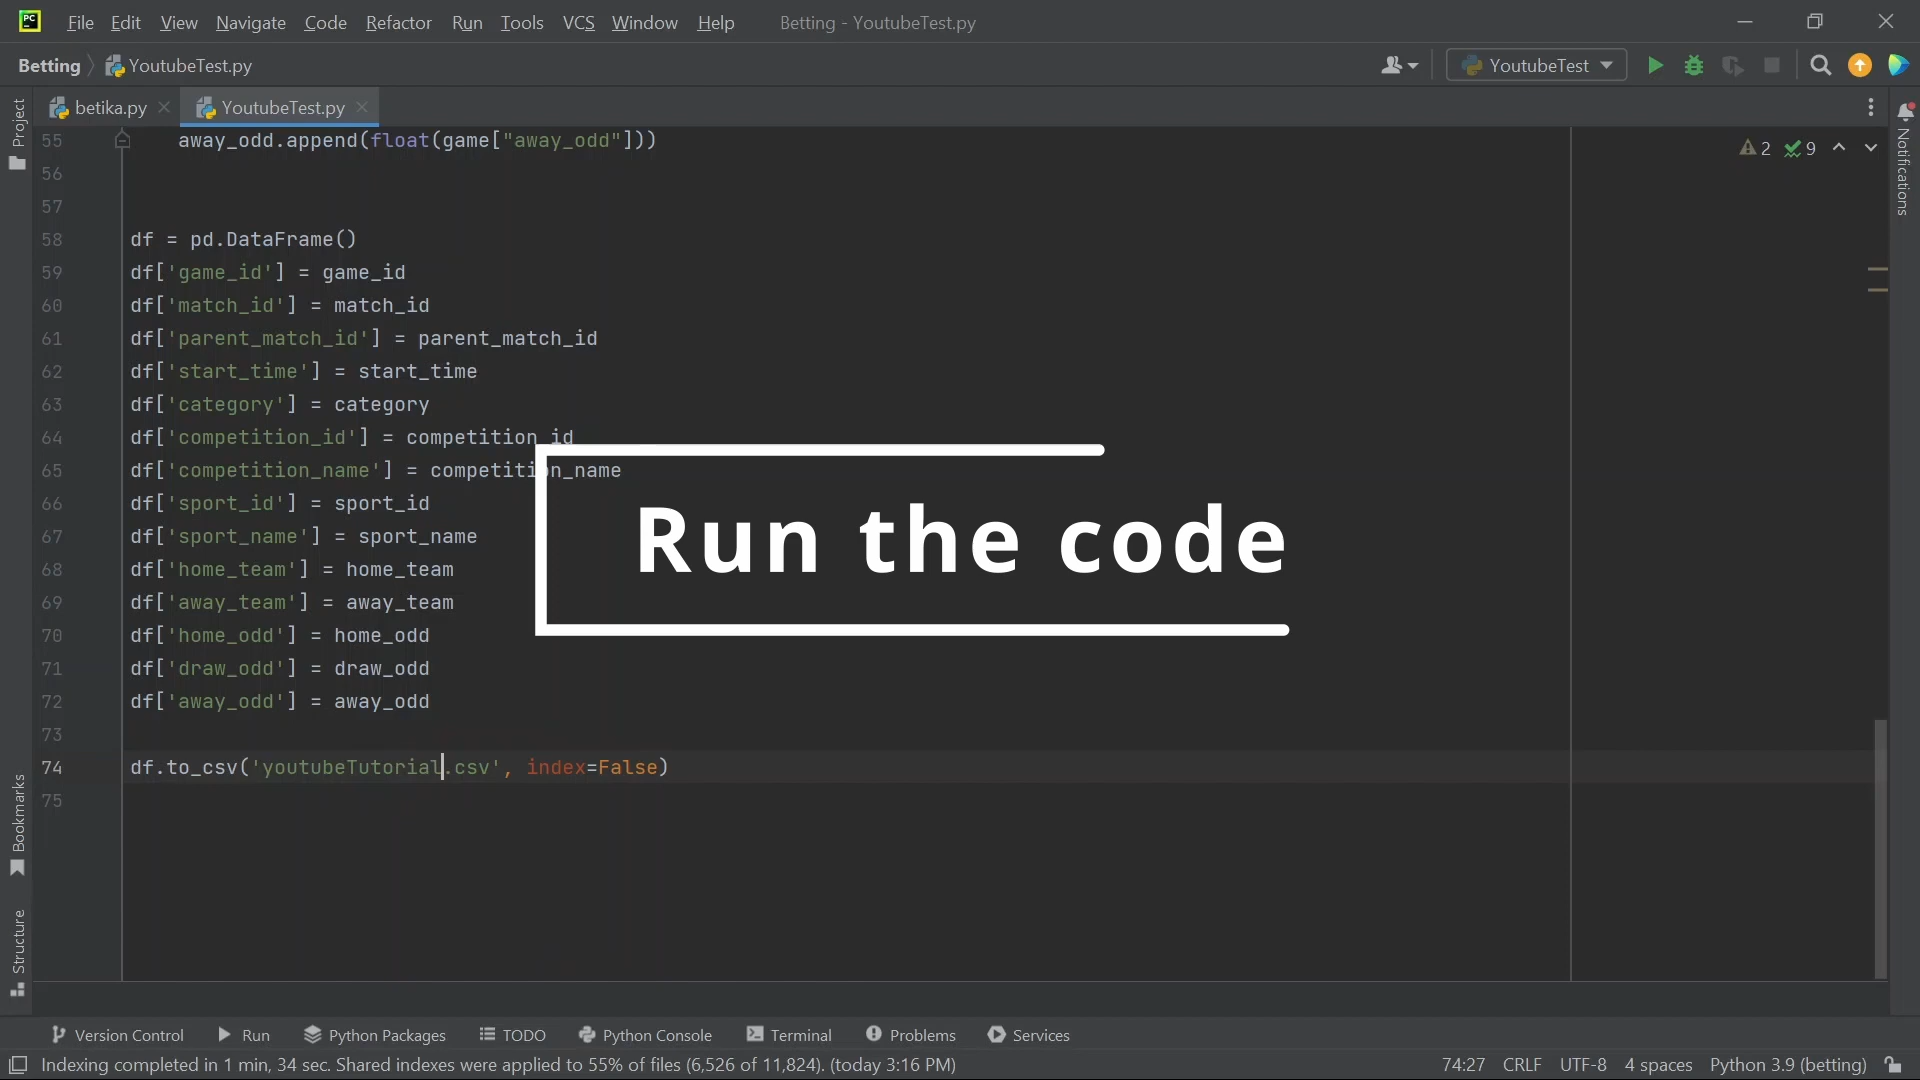 PC File Edit View Navigate Code Refactor Run Tools VCS Window Help Betting - YoutubeTest.py
Betting YoutubeTest.py YoutubeTest
betika.py YoutubeTest.py
Project
Notifications
55 away_odd.append(float(game["away_odd"])) 2 9
56
57
58 df = pd.DataFrame()
59 df['game_id'] = game_id
60 df['match_id'] = match_id
61 df['parent_match_id'] = parent_match_id
62 df['start_time'] = start_time
63 df['category'] = category
64 df['competition_id'] = competition_id
65 df['competition_name'] = competition_name
66 df['sport_id'] = sport_id
67 df['sport_name'] = sport_name
68 df['home_team'] = home_team
69 df['away_team'] = away_team
70 df['home_odd'] = home_odd
71 df['draw_odd'] = draw_odd
72 df['away_odd'] = away_odd
73
74 df.to_csv('youtubeTutorial.csv', index=False)
75
Run the code
Bookmarks
Structure
Version Control Run Python Packages TODO Python Console Terminal Problems Services
Indexing completed in 1 min, 34 sec. Shared indexes were applied to 55% of files (6,526 of 11,824). (today 3:16 PM) 74:27 CRLF UTF-8 4 spaces Python 3.9 (betting)